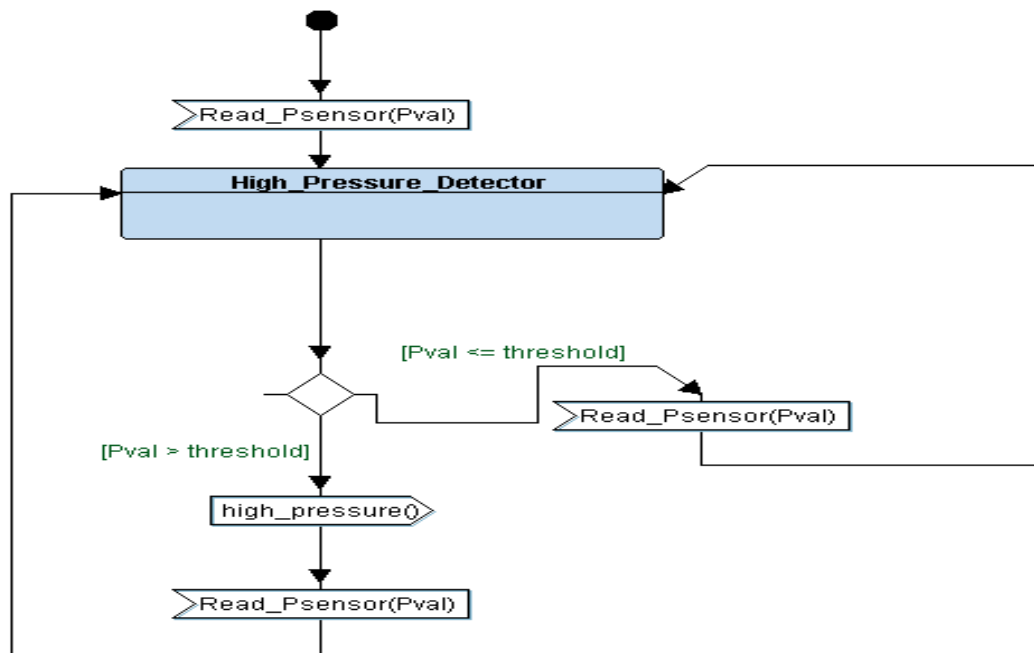 Read_Psensor(Pval)
High_Pressure_Detector
[Pval <= threshold]
Read_Psensor(Pval)
[Pval > threshold]
high_pressure()
Read_Psensor(Pval)